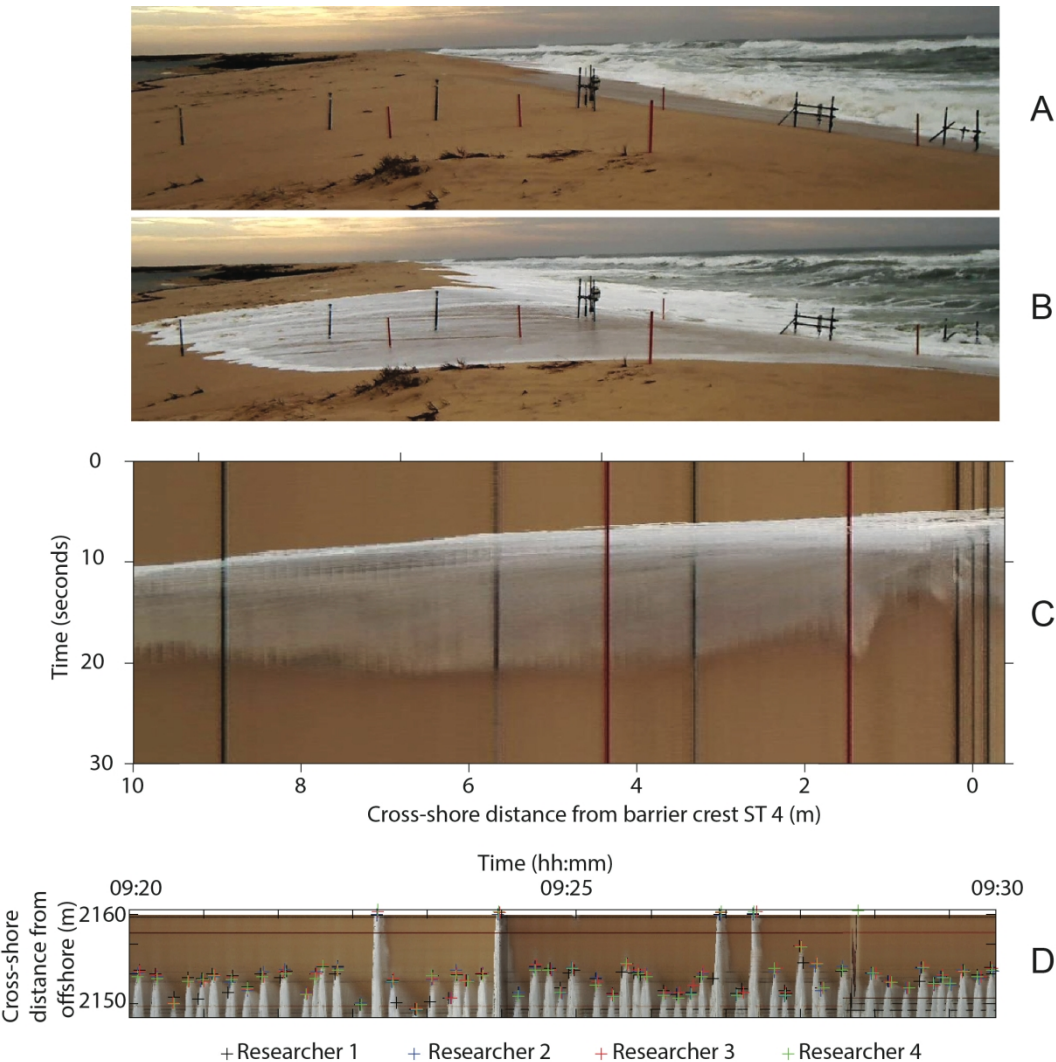 A
B
0
10
20
30
Time (seconds)
C
10 8 6 4 2 0
Cross-shore distance from barrier crest ST 4 (m)
Time (hh:mm)
09:20 09:25 09:30
Cross-shore
distance from
offshore (m)
2160
2150
D
+ Researcher 1 + Researcher 2 + Researcher 3 + Researcher 4